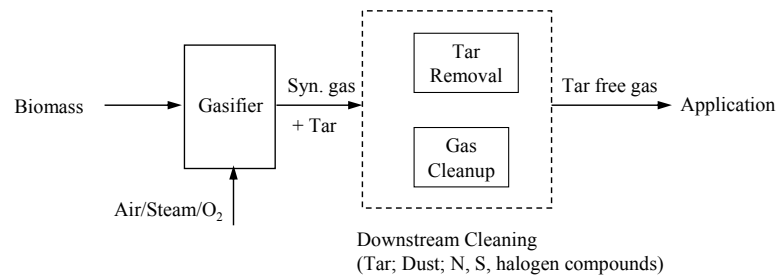 Biomass
Gasifier
Air/Steam/O₂
Syn. gas
+ Tar
Tar
Removal
Gas
Cleanup
Tar free gas
Application
Downstream Cleaning
(Tar; Dust; N, S, halogen compounds)